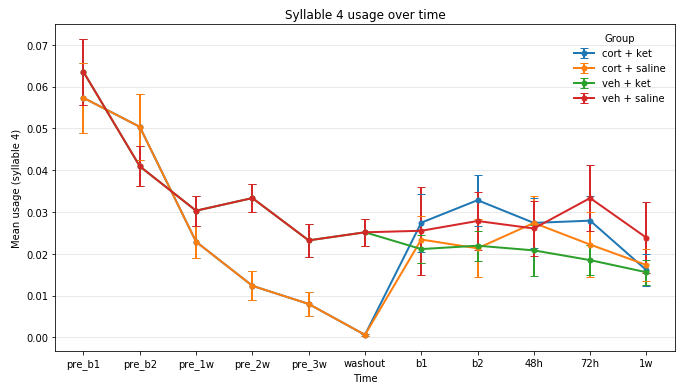 Syllable 4 usage over time
Mean usage (syllable 4)
0.07
0.06
0.05
0.04
0.03
0.02
0.01
0.00
Group
cort + ket
cort + saline
veh + ket
veh + saline
pre_b1 pre_b2 pre_1w pre_2w pre_3w washout b1 b2 48h 72h 1w
Time